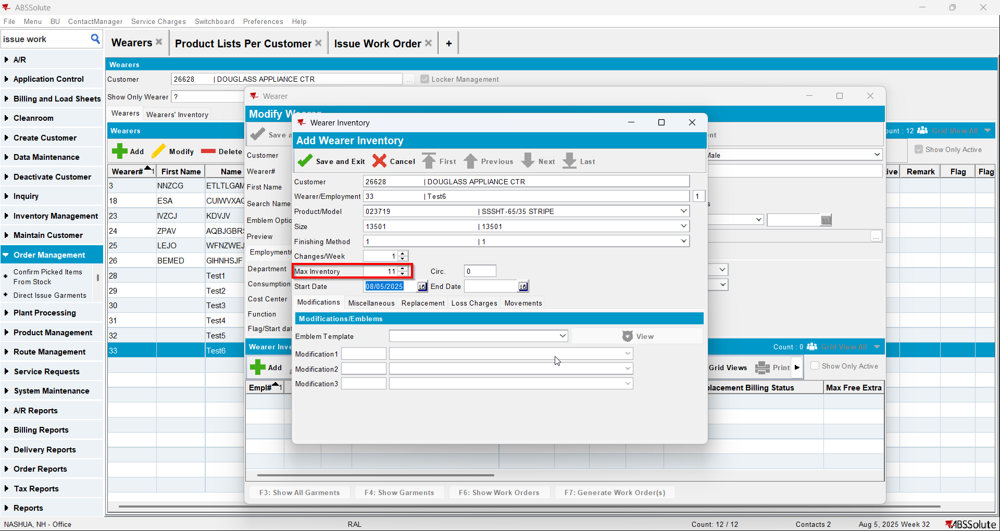 ABSSolute
File Menu BU ContactManager Service Charges Switchboard Preferences Help
issue work
Wearers
Product Lists Per Customer
Issue Work Order
+
A/R
Application Control
Billing and Load Sheets
Cleanroom
Create Customer
Data Maintenance
Deactivate Customer
Inquiry
Inventory Management
Maintain Customer
Order Management
Confirm Picked Items
From Stock
Direct Issue Garments
Plant Processing
Product Management
Route Management
Service Requests
System Maintenance
A/R Reports
Billing Reports
Delivery Reports
Order Reports
Tax Reports
Reports
Wearers
Customer 26628 | DOUGLASS APPLIANCE CTR ... Locker Management
Show Only Wearer ?
Wearers Wearers' Inventory
Wearers
Add Modify Delete
Wearer# 1 First Name Name
3 NNZCG ETLTLGAM
18 ESA
23 IVZCJ KDVJV
24 ZPAV
25 LEJO WFNZWEJ
26 BEMED GIHNHSJF
28 Test1
29 Test2
30 Test3
31 Test4
32 Test5
33 Test6
Count : 12 Grid View All
Show Only Active
Remark Flag Flag
Wearer
Modify Wearer
Save a
Customer
Wearer#
First Name
Search Name
Emblem Optio
Preview
Employment#
Department
Consumption
Cost Center
Function
Flag/Start dat
Male
16
...
Wearer Inve
Count : 0 Grid View All
Add
Grid Views Print Show Only Active
Empl# 1
placement Billing Status Max Free Extra
F3: Show All Garments F4: Show Garments F6: Show Work Orders F7: Generate Work Order(s)
Wearer Inventory
Add Wearer Inventory
Save and Exit Cancel First Previous Next Last
Customer 26628 | DOUGLASS APPLIANCE CTR
Wearer/Employment 33 | Test6 1
Product/Model 023719 | SSSHT-65/35 STRIPE
Size 13501 | 13501
Finishing Method 1 | 1
Changes/Week 1
Max Inventory 11 Circ. 0
Start Date 08/05/2025 16 End Date 16
Modifications Miscellaneous Replacement Loss Charges Movements
Modifications/Emblems
Emblem Template View
Modification1
Modification2
Modification3
NASHUA, NH - Office RAL Count: 12 / 12 Contacts 2 Aug 5, 2025 Week 32 ABSSolute